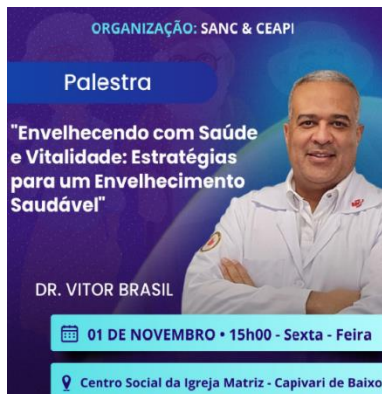 ORGANIZAÇÃO: SANC & CEAPI
Palestra
"Envelhecendo com Saúde
e Vitalidade: Estratégias
para um Envelhecimento
Saudável"
DR. VITOR BRASIL
01 DE NOVEMBRO • 15h00 - Sexta - Feira
Centro Social da Igreja Matriz - Capivari de Baixo